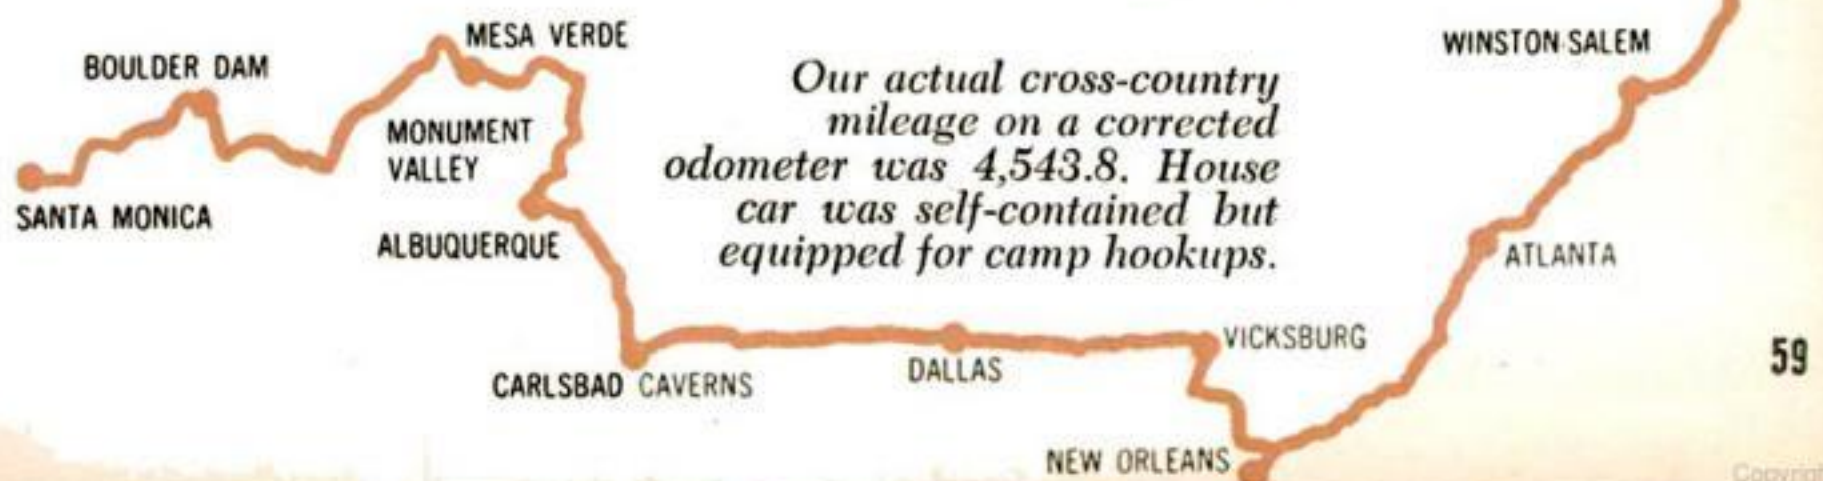 MESA VERDE
BOULDER DAM
WINSTON-SALEM
Our actual cross-country
mileage on a corrected
odometer was 4,543.8. House
car was self-contained but
equipped for camp hookups.
MONUMENT
VALLEY
SANTA MONICA
ALBUQUERQUE
ATLANTA
VICKSBURG
DALLAS
59
CARLSBAD CAVERNS
NEW ORLEANS